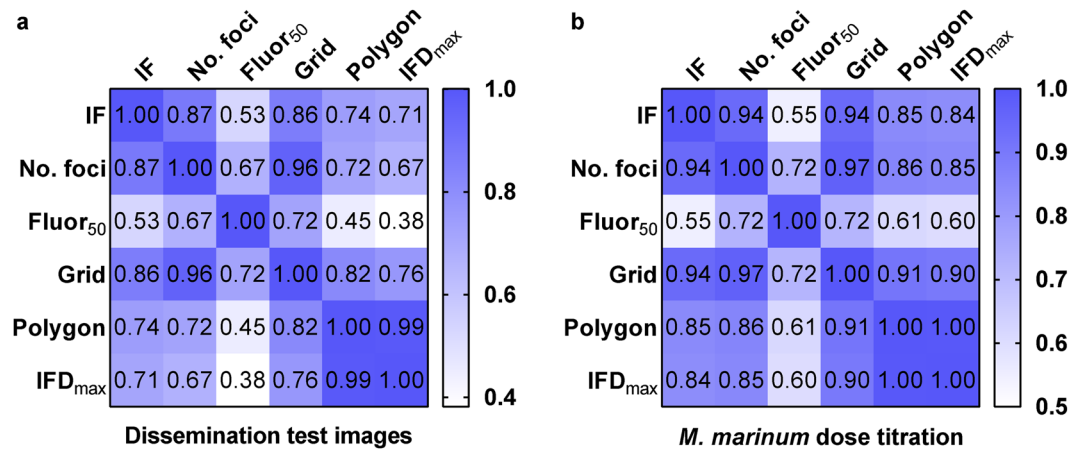 a
IF No. foci Fluor50 Grid Polygon IFDmax
IF 1.00 0.87 0.53 0.86 0.74 0.71
No. foci 0.87 1.00 0.67 0.96 0.72 0.67
Fluor50 0.53 0.67 1.00 0.72 0.45 0.38
Grid 0.86 0.96 0.72 1.00 0.82 0.76
Polygon 0.74 0.72 0.45 0.82 1.00 0.99
IFDmax 0.71 0.67 0.38 0.76 0.99 1.00
1.0
0.8
0.6
0.4
Dissemination test images
b
IF No. foci Fluor50 Grid Polygon IFDmax
IF 1.00 0.94 0.55 0.94 0.85 0.84
No. foci 0.94 1.00 0.72 0.97 0.86 0.85
Fluor50 0.55 0.72 1.00 0.72 0.61 0.60
Grid 0.94 0.97 0.72 1.00 0.91 0.90
Polygon 0.85 0.86 0.61 0.91 1.00 1.00
IFDmax 0.84 0.85 0.60 0.90 1.00 1.00
1.0
0.9
0.8
0.7
0.6
0.5
M. marinum dose titration